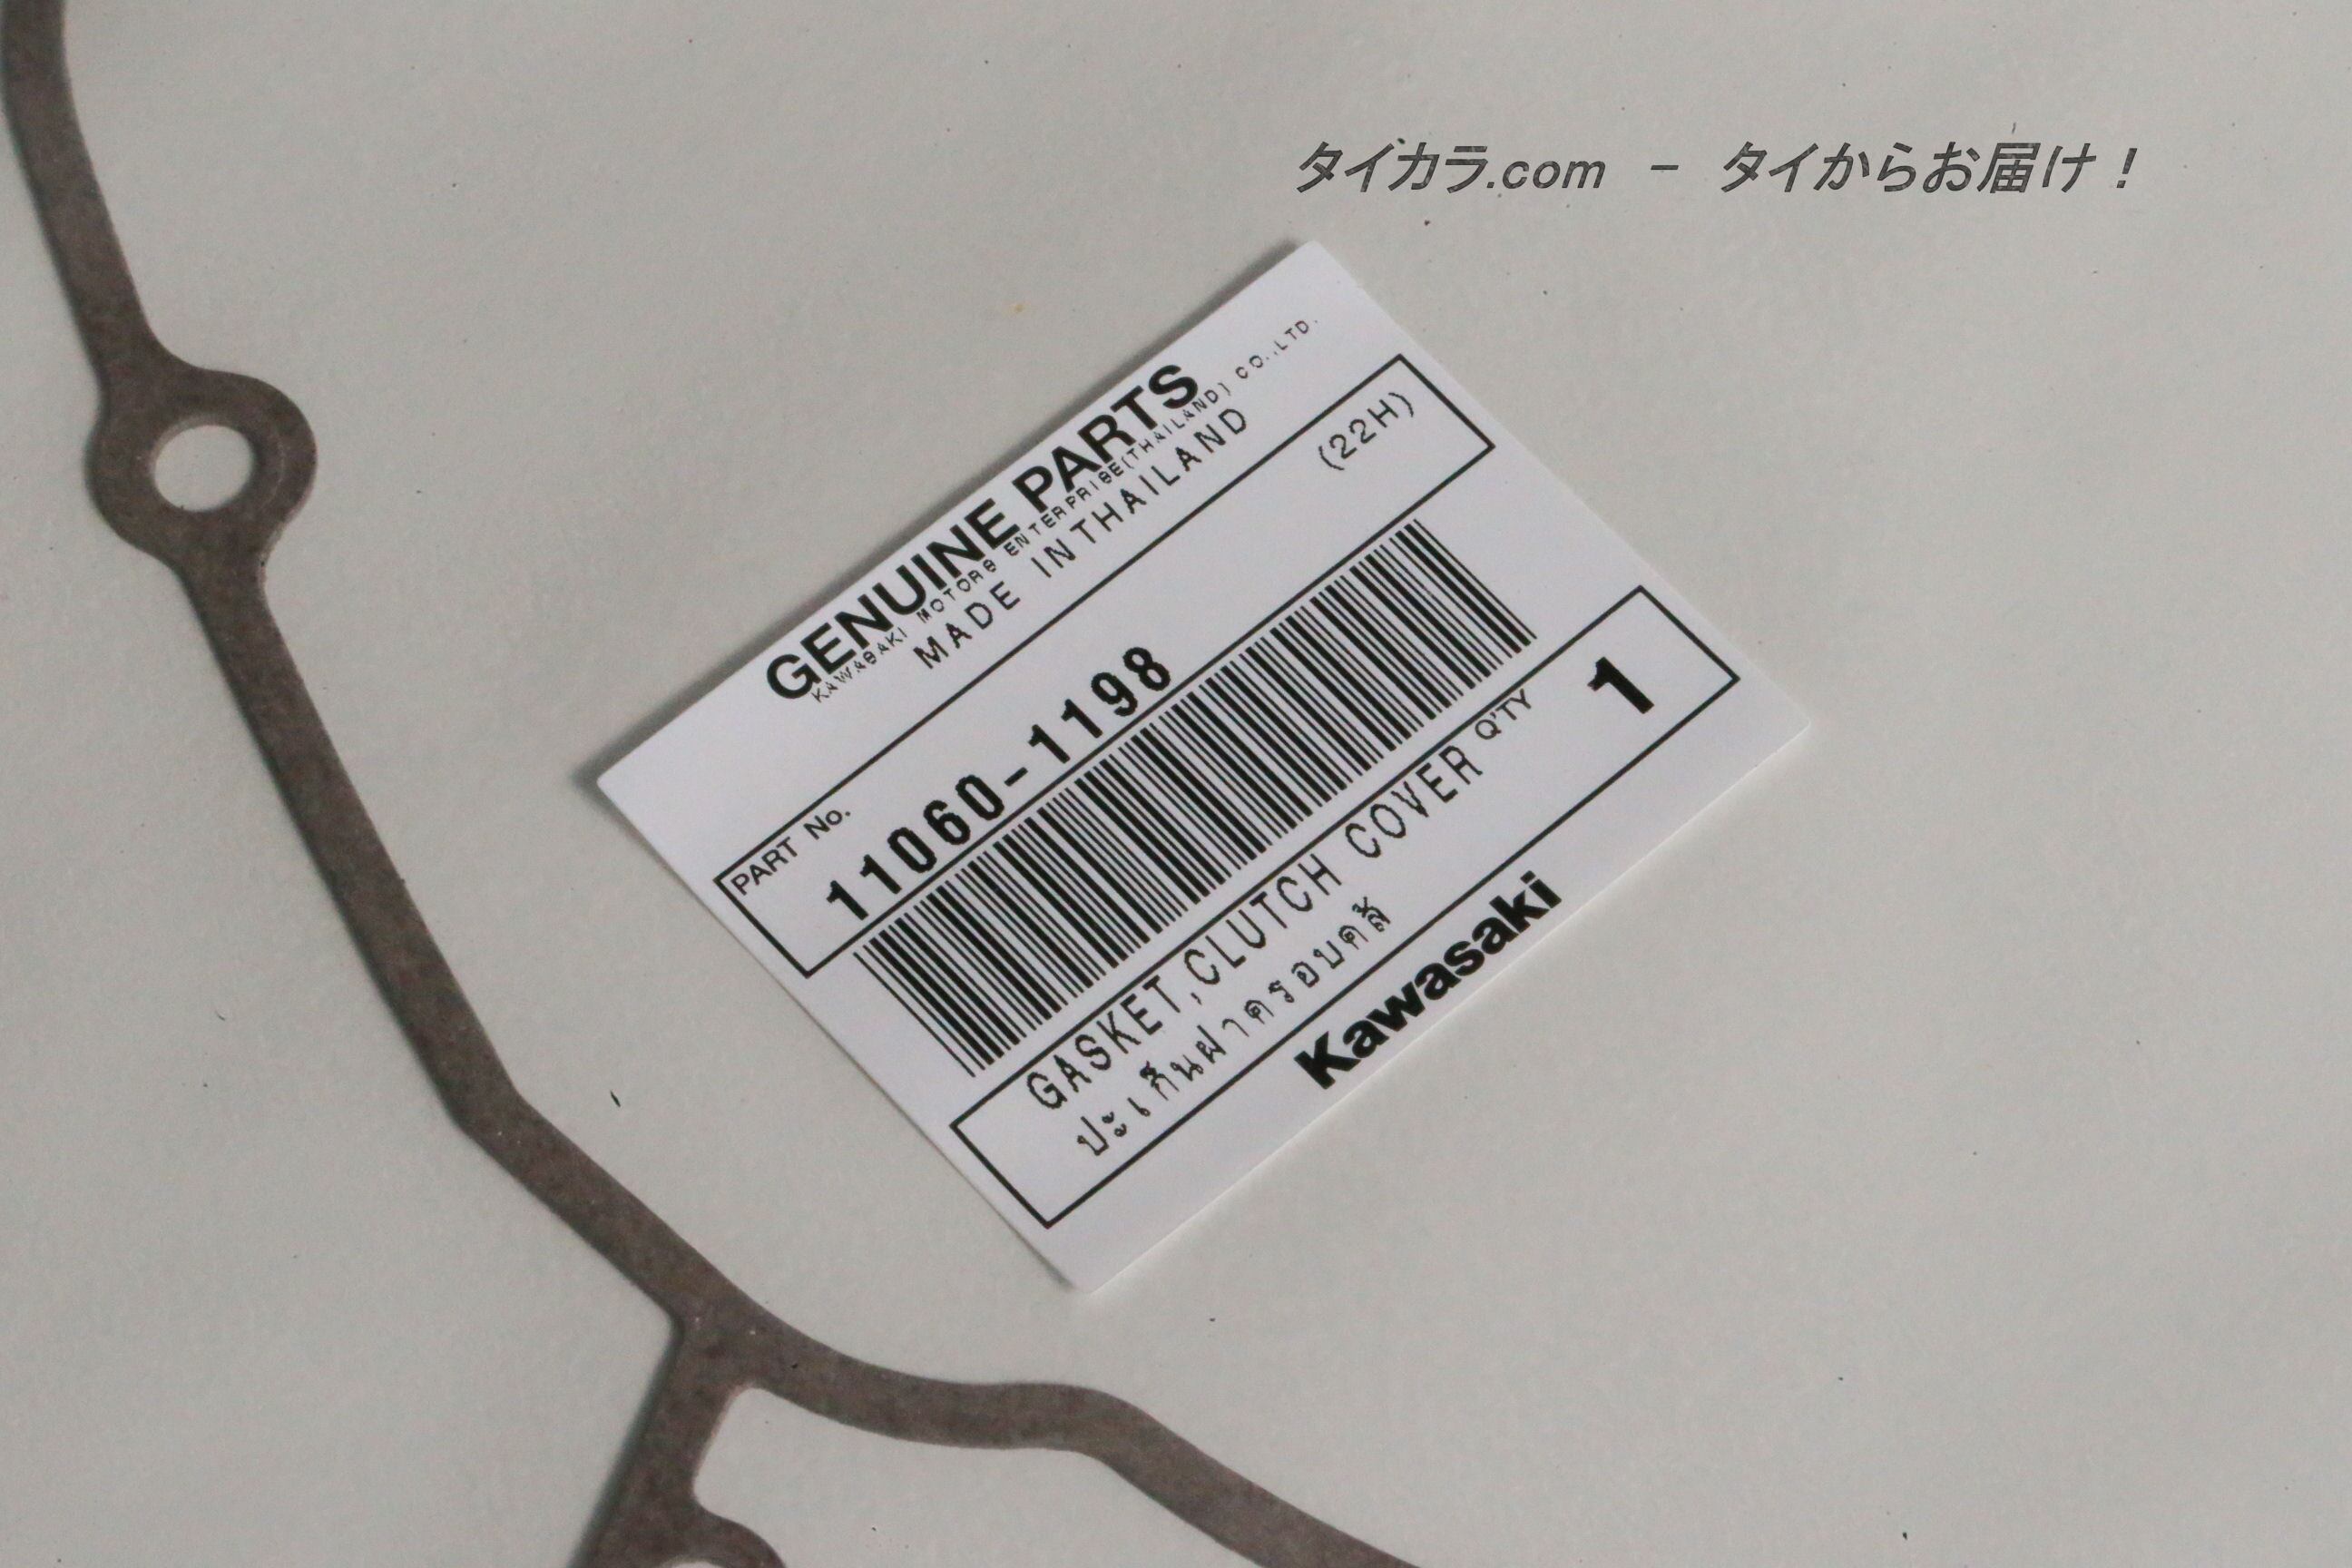 タイカラ.com － タイからお届け！
GENUINE PARTS
KAWASAKI MOTORS ENTERPRISE(THAILAND) CO.,LTD.
MADE IN THAILAND
PART No.
(22H)
11060-1198
GASKET,CLUTCH COVER
Q'TY
1
ปะเก็นฝาครอบคลั
Kawasaki